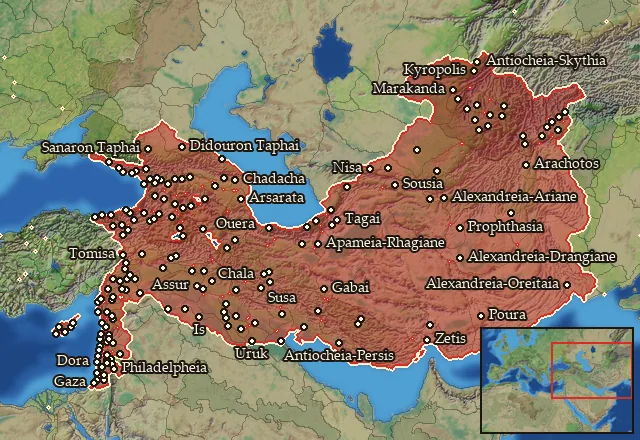 Antiocheia-Skythia
Kyropolis
Marakanda
Sanaron Taphai
Didouron Taphai
Nisa
Arachotos
Chadacha
Sousia
Arsarata
Alexandreia-Ariane
Tagai
Ouera
Prophthasia
Apameia-Rhagiane
Tomisa
Alexandreia-Drangiane
Chala
Assur
Gabai
Alexandreia-Oreitaia
Susa
Poura
Is
Zetis
Uruk
Antiocheia-Persis
Dora
Philadelpheia
Gaza